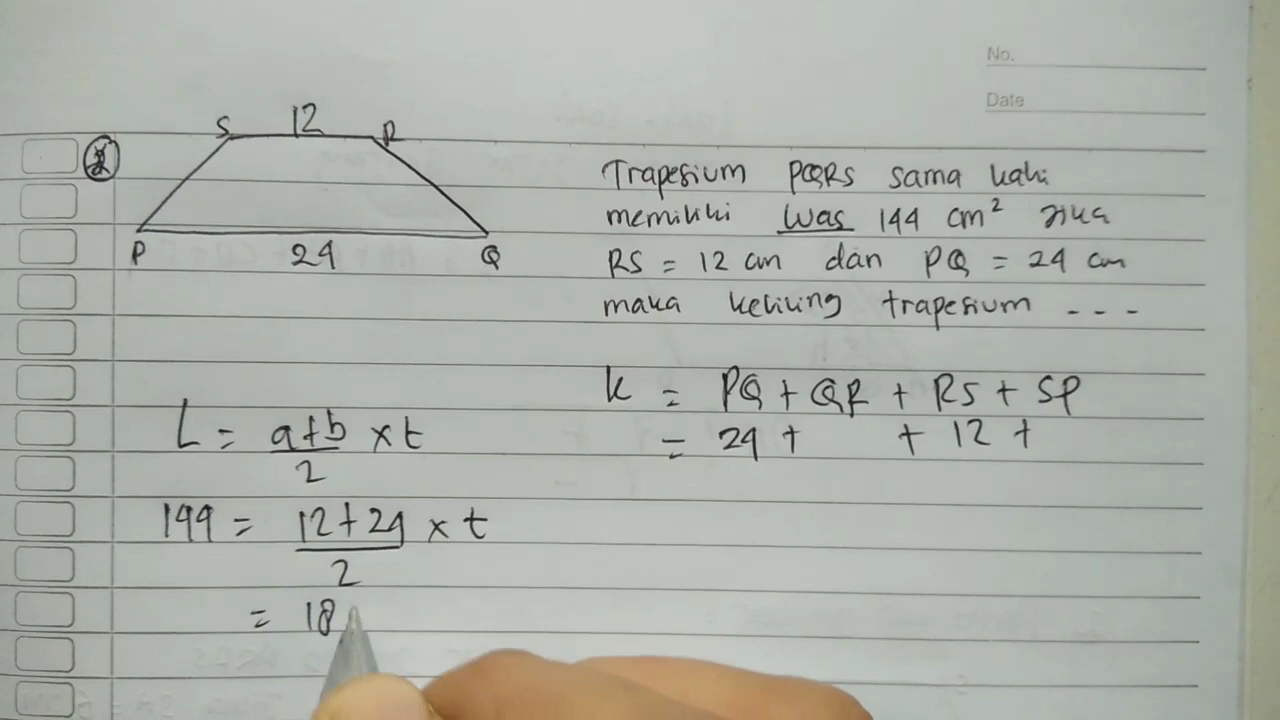 No.
Date
2
S 12 R
P 24 Q
Trapesium PQRS sama kaki
memiliki luas 144 cm² jika
RS = 12 cm dan PQ = 24 cm
maka keliling trapesium ---
K = PQ + QR + RS + SP
= 24 + + 12 +
L = a+b × t
2
144 = 12+24 × t
2
= 18